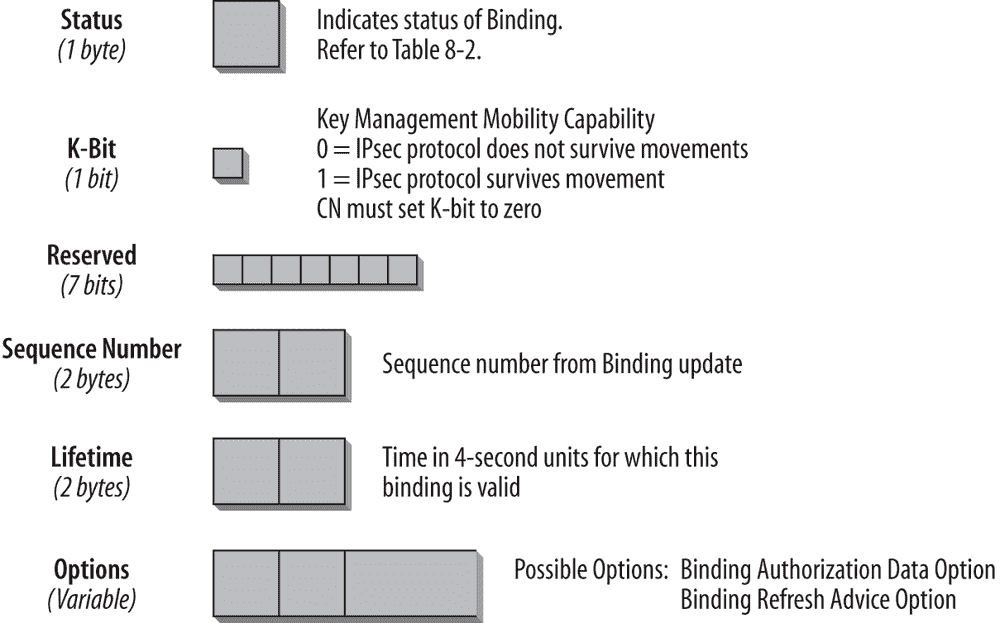 Status
(1 byte)
Indicates status of Binding.
Refer to Table 8-2.
K-Bit
(1 bit)
Key Management Mobility Capability
0 = IPsec protocol does not survive movements
1 = IPsec protocol survives movement
CN must set K-bit to zero
Reserved
(7 bits)
Sequence Number
(2 bytes)
Sequence number from Binding update
Lifetime
(2 bytes)
Time in 4-second units for which this
binding is valid
Options
(Variable)
Possible Options: Binding Authorization Data Option
Binding Refresh Advice Option